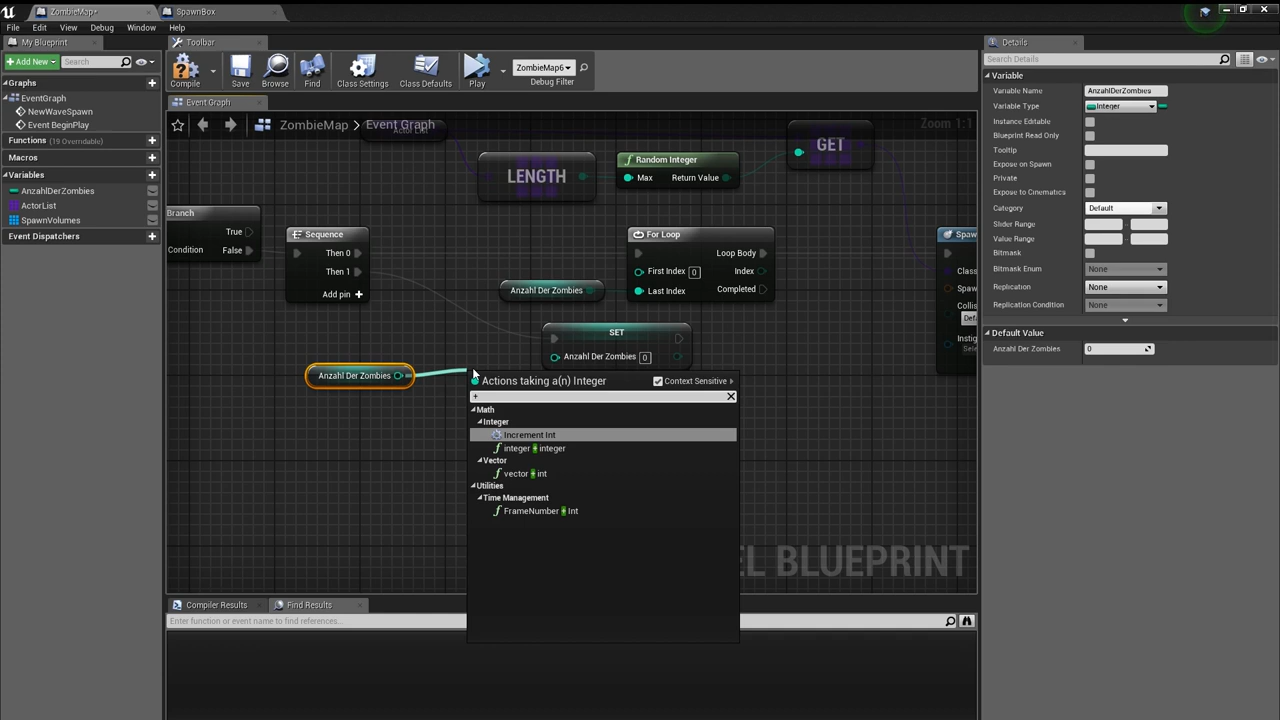 ZombieMap*
SpawnBox
File Edit View Debug Asset Window Help
My Blueprint
Toolbar
Details
Add New
Search
Compile
Save
Browse
Find
Class Settings
Class Defaults
Play
ZombieMap6
Debug Filter
Search Details
Graphs
EventGraph
NewWaveSpawn
Event BeginPlay
Functions (19 Overridable)
Macros
Variables
AnzahlDerZombies
ActorList
SpawnVolumes
Event Dispatchers
Event Graph
ZombieMap
Event Graph
Zoom 1:1
LENGTH
Random Integer
Max Return Value
GET
Branch
True
Condition False
Sequence
Then 0
Then 1
Add pin
For Loop
Loop Body
First Index 0 Index
Last Index Completed
Anzahl Der Zombies
SET
Anzahl Der Zombies 0
Anzahl Der Zombies
Spaw
Class
Spaw
Collis
Def
Instig
Actions taking a(n) Integer
Context Sensitive
+
Math
Integer
Increment Int
integer + integer
Vector
vector + int
Utilities
Time Management
FrameNumber + Int
EL BLUEPRINT
Compiler Results
Find Results
Enter function or event name to find references...
Variable
Variable Name AnzahlDerZombies
Variable Type Integer
Instance Editable
Blueprint Read Only
Tooltip
Expose on Spawn
Private
Expose to Cinematics
Category Default
Slider Range
Value Range
Bitmask
Bitmask Enum None
Replication None
Replication Condition None
Default Value
Anzahl Der Zombies 0